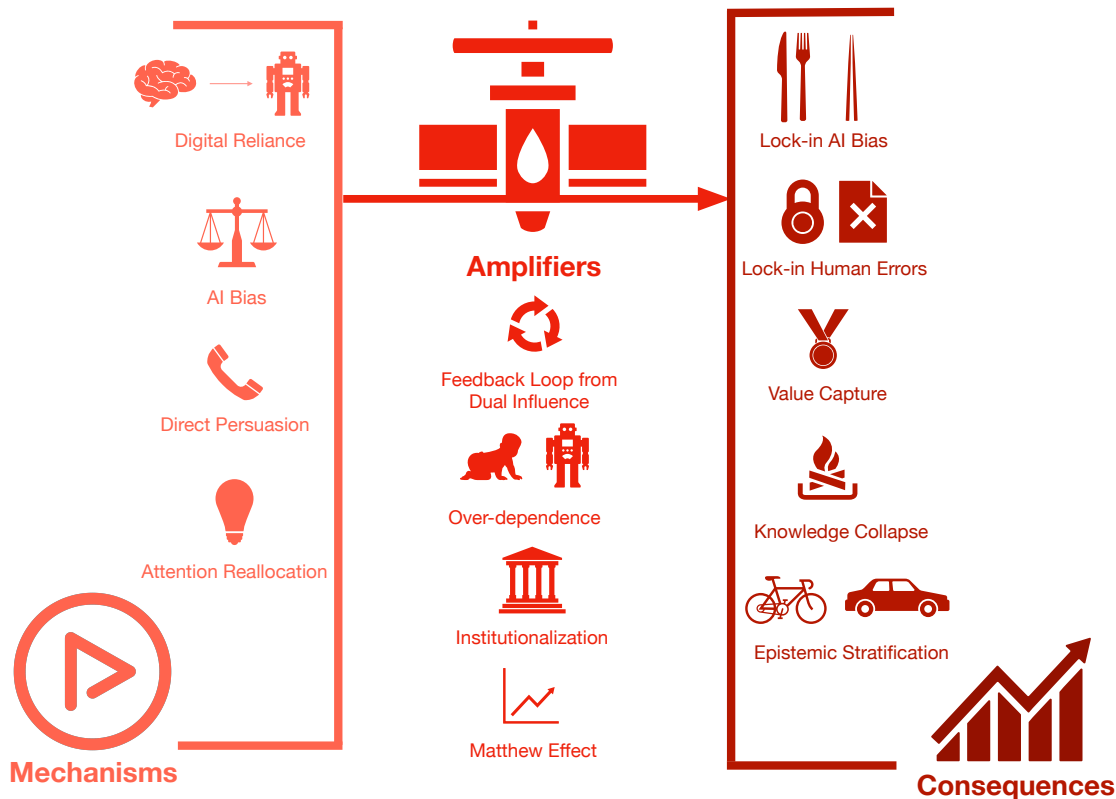 Digital Reliance
AI Bias
Direct Persuasion
Attention Reallocation
Mechanisms
Amplifiers
Feedback Loop from
Dual Influence
Over-dependence
Institutionalization
Matthew Effect
Lock-in AI Bias
Lock-in Human Errors
Value Capture
Knowledge Collapse
Epistemic Stratification
Consequences